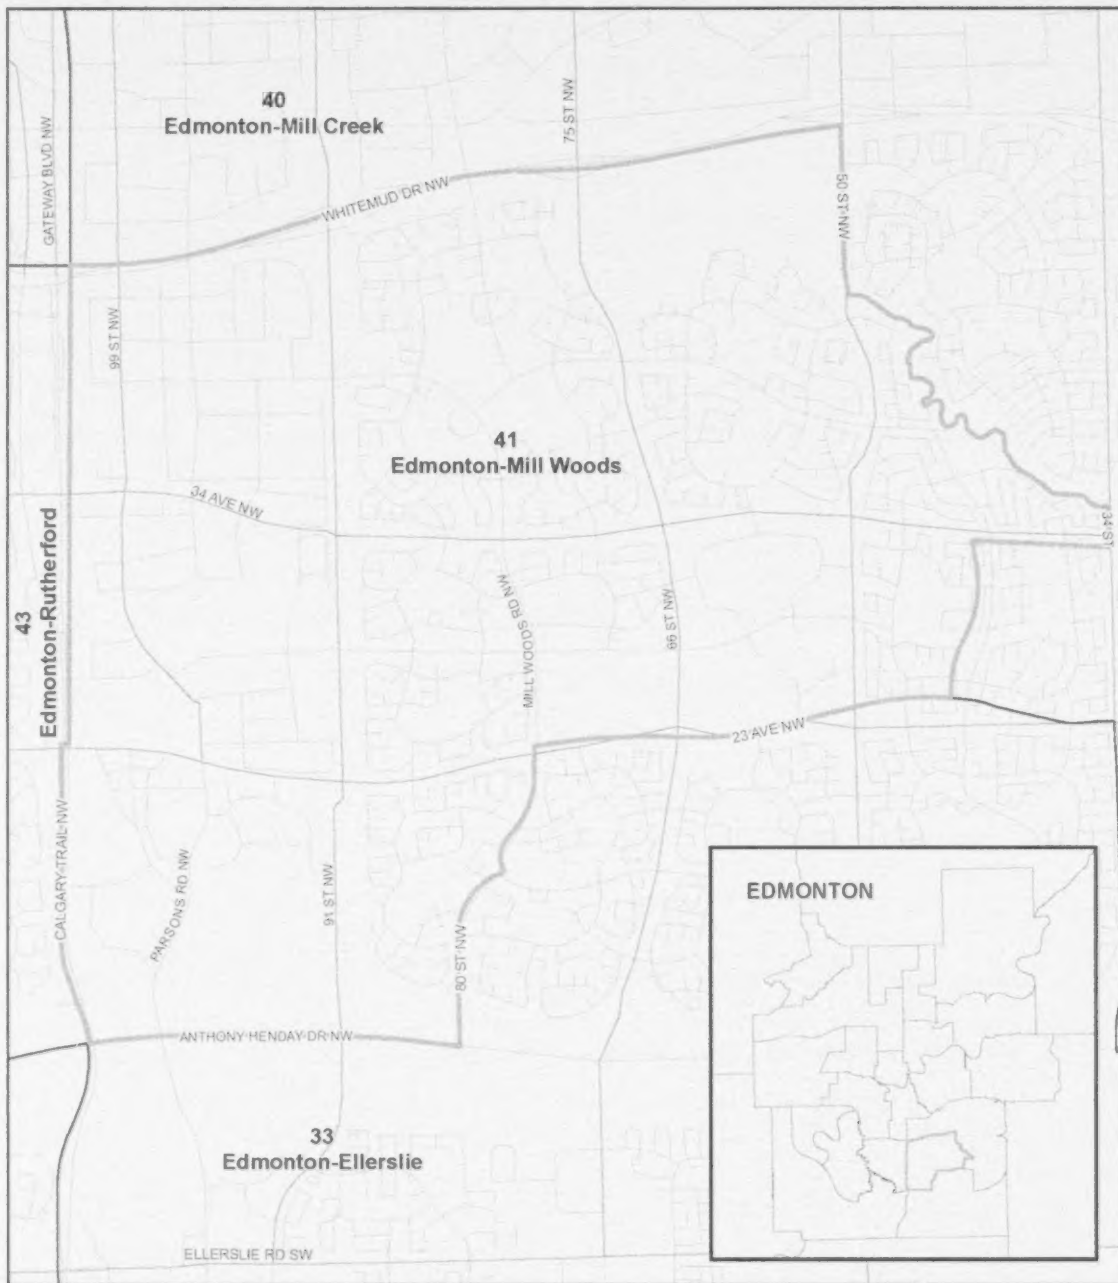 40
Edmonton-Mill Creek
75 ST NW
GATEWAY BLVD NW
WHITEMUD DR NW
50 ST NW
99 ST NW
41
Edmonton-Mill Woods
34 AVE NW
34 ST
43
Edmonton-Rutherford
MILL WOODS RD NW
66 ST NW
23 AVE NW
CALGARY TRAIL NW
PARSONS RD NW
91 ST NW
80 ST NW
EDMONTON
ANTHONY HENDAY DR NW
33
Edmonton-Ellerslie
ELLERSLIE RD SW